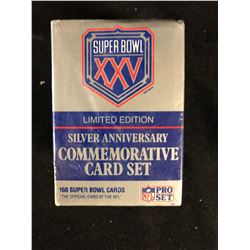 SUPER BOWL
XXV
LIMITED EDITION
SILVER ANNIVERSARY
COMMEMORATIVE
CARD SET
160 SUPER BOWL CARDS
"THE OFFICIAL CARD OF THE NFL"
NFL
PRO
SET